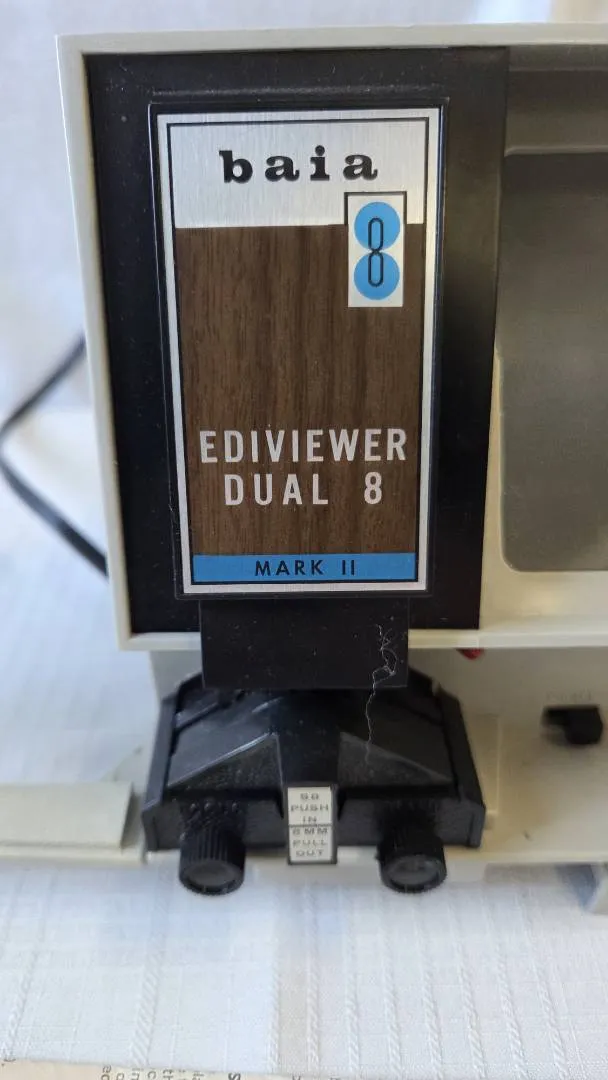 baia
8
EDIVIEWER
DUAL 8
MARK II
S8
PUSH
IN
8MM
PULL
OUT